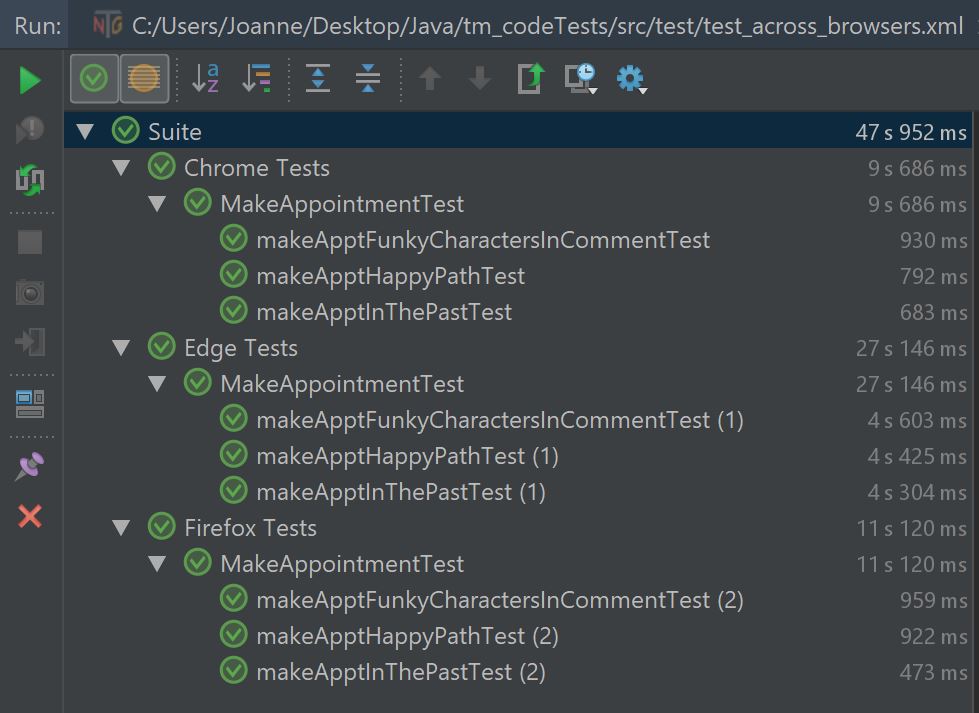 Run: NTG C:/Users/Joanne/Desktop/Java/tm_codeTests/src/test/test_across_browsers.xml
Suite 47 s 952 ms
Chrome Tests 9 s 686 ms
MakeAppointmentTest 9 s 686 ms
makeApptFunkyCharactersInCommentTest 930 ms
makeApptHappyPathTest 792 ms
makeApptInThePastTest 683 ms
Edge Tests 27 s 146 ms
MakeAppointmentTest 27 s 146 ms
makeApptFunkyCharactersInCommentTest (1) 4 s 603 ms
makeApptHappyPathTest (1) 4 s 425 ms
makeApptInThePastTest (1) 4 s 304 ms
Firefox Tests 11 s 120 ms
MakeAppointmentTest 11 s 120 ms
makeApptFunkyCharactersInCommentTest (2) 959 ms
makeApptHappyPathTest (2) 922 ms
makeApptInThePastTest (2) 473 ms